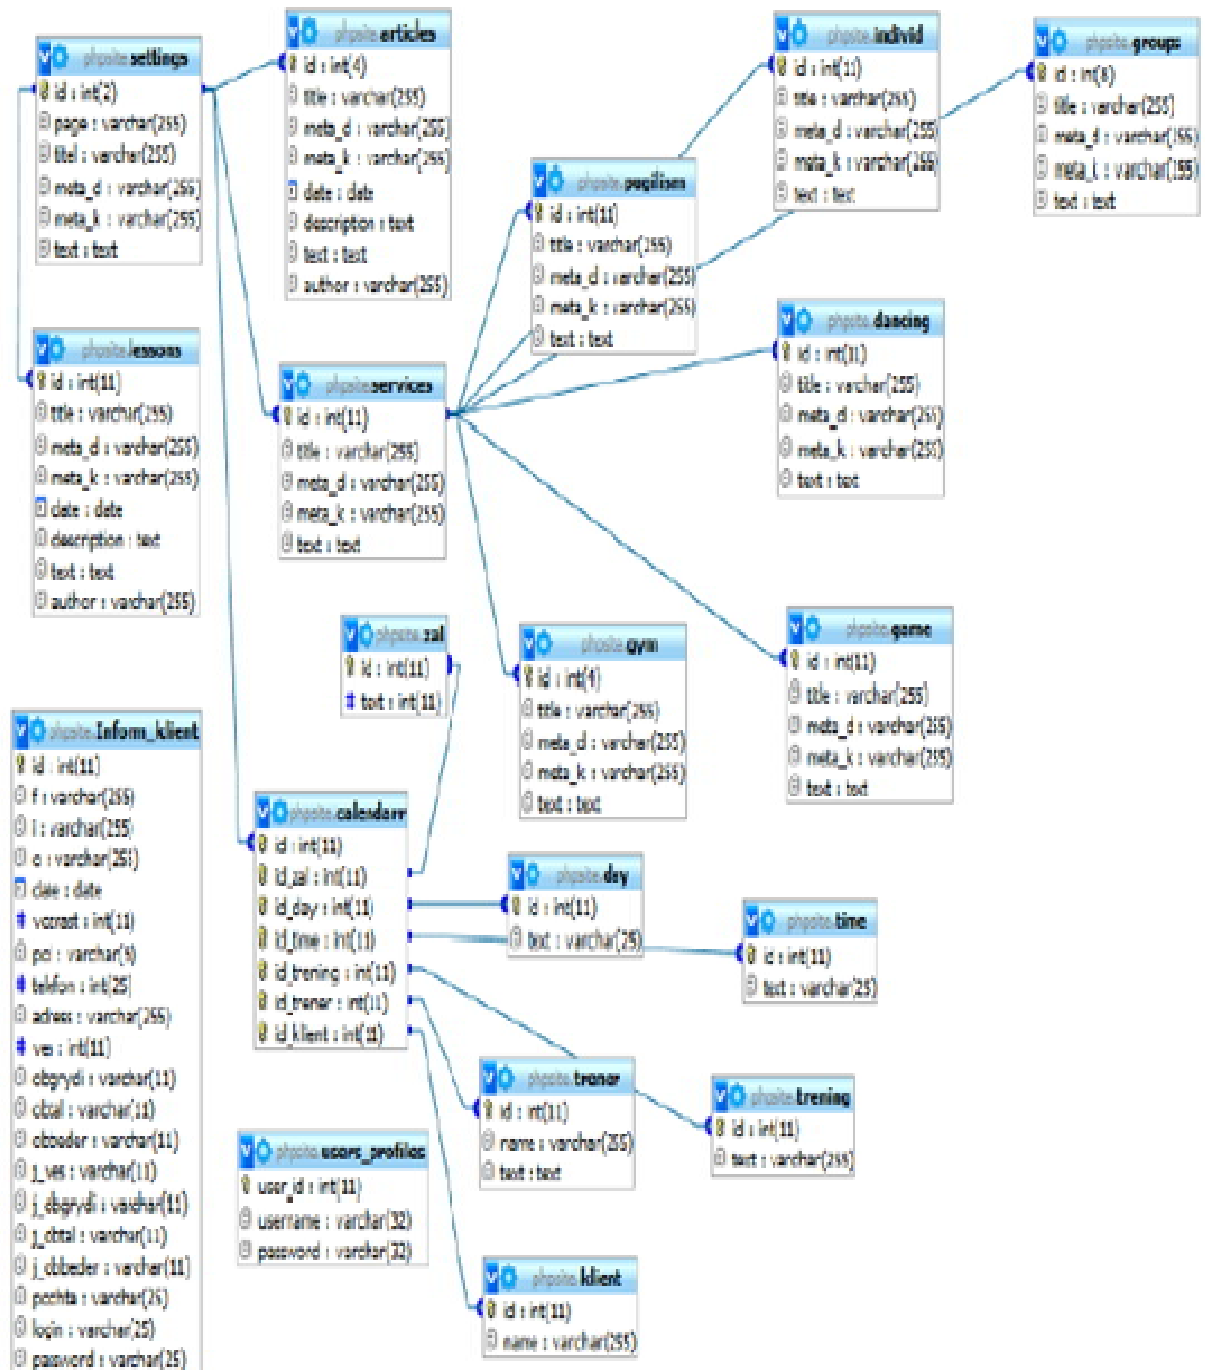 phpsite.settings
id : int(2)
page : varchar(255)
titel : varchar(255)
meta_d : varchar(255)
meta_k : varchar(255)
text : text
phpsite.articles
id : int(4)
title : varchar(255)
meta_d : varchar(255)
meta_k : varchar(255)
date : date
description : text
text : text
author : varchar(255)
phpsite.individ
id : int(11)
title : varchar(255)
meta_d : varchar(255)
meta_k : varchar(255)
text : text
phpsite.groups
id : int(8)
title : varchar(255)
meta_d : varchar(255)
meta_k : varchar(255)
text : text
phpsite.pugilism
id : int(11)
title : varchar(255)
meta_d : varchar(255)
meta_k : varchar(255)
text : text
phpsite.lessons
id : int(11)
title : varchar(255)
meta_d : varchar(255)
meta_k : varchar(255)
date : date
description : text
text : text
author : varchar(255)
phpsite.services
id : int(11)
title : varchar(255)
meta_d : varchar(255)
meta_k : varchar(255)
text : text
phpsite.dancing
id : int(11)
title : varchar(255)
meta_d : varchar(255)
meta_k : varchar(255)
text : text
phpsite.zal
id : int(11)
text : int(11)
phpsite.gym
id : int(4)
title : varchar(255)
meta_d : varchar(255)
meta_k : varchar(255)
text : text
phpsite.game
id : int(11)
title : varchar(255)
meta_d : varchar(255)
meta_k : varchar(255)
text : text
phpsite.Inform_klient
id : int(11)
f : varchar(255)
i : varchar(255)
o : varchar(255)
date : date
vozrast : int(11)
pol : varchar(5)
telefon : int(25)
adress : varchar(255)
ves : int(11)
obgrydi : varchar(11)
obtal : varchar(11)
obbeder : varchar(11)
j_ves : varchar(11)
j_obgrydi : varchar(11)
j_obtal : varchar(11)
j_obbeder : varchar(11)
pochta : varchar(25)
login : varchar(25)
password : varchar(25)
phpsite.calendarr
id : int(11)
id_zal : int(11)
id_day : int(11)
id_time : int(11)
id_trening : int(11)
id_trener : int(11)
id_klient : int(11)
phpsite.day
id : int(11)
text : varchar(25)
phpsite.time
id : int(11)
text : varchar(25)
phpsite.trener
id : int(11)
name : varchar(255)
text : text
phpsite.trening
id : int(11)
text : varchar(255)
phpsite.users_profiles
user_id : int(11)
username : varchar(32)
password : varchar(32)
phpsite.klient
id : int(11)
name : varchar(255)